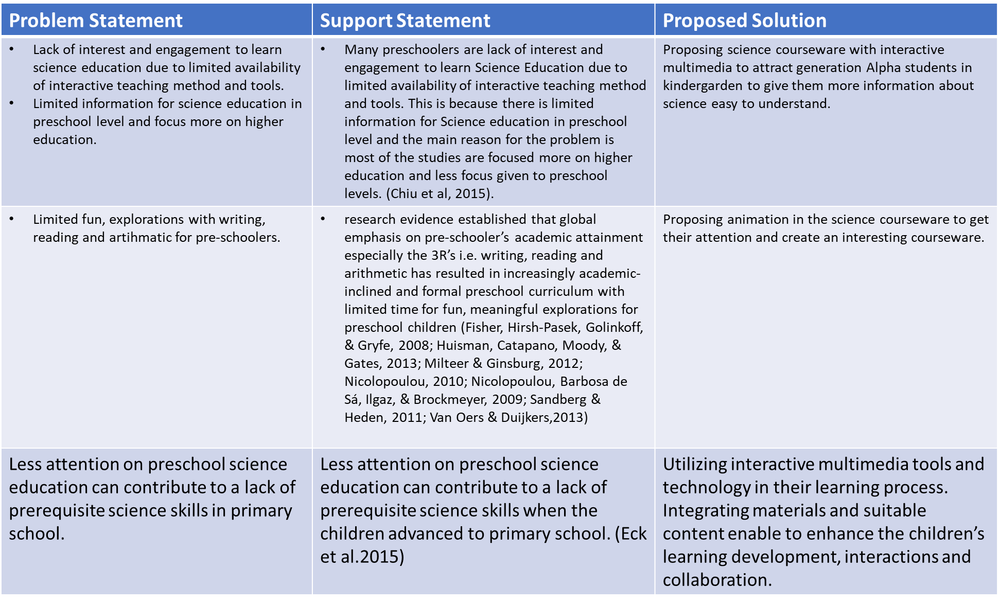 Problem Statement
Support Statement
Proposed Solution
• Lack of interest and engagement to learn
science education due to limited availability
of interactive teaching method and tools.
• Limited information for science education in
preschool level and focus more on higher
education.
• Many preschoolers are lack of interest and
engagement to learn Science Education due to
limited availability of interactive teaching method
and tools. This is because there is limited
information for Science education in preschool
level and the main reason for the problem is
most of the studies are focused more on higher
education and less focus given to preschool
levels. (Chiu et al, 2015).
Proposing science courseware with interactive
multimedia to attract generation Alpha students in
kindergarden to give them more information about
science easy to understand.
• Limited fun, explorations with writing,
reading and artihmatic for pre-schoolers.
• research evidence established that global
emphasis on pre-schooler’s academic attainment
especially the 3R’s i.e. writing, reading and
arithmetic has resulted in increasingly academic-
inclined and formal preschool curriculum with
limited time for fun, meaningful explorations for
preschool children (Fisher, Hirsh-Pasek, Golinkoff,
& Gryfe, 2008; Huisman, Catapano, Moody, &
Gates, 2013; Milteer & Ginsburg, 2012;
Nicolopoulou, 2010; Nicolopoulou, Barbosa de
Sá, Ilgaz, & Brockmeyer, 2009; Sandberg &
Heden, 2011; Van Oers & Duijkers,2013)
Proposing animation in the science courseware to get
their attention and create an interesting courseware.
Less attention on preschool science
education can contribute to a lack of
prerequisite science skills in primary
school.
Less attention on preschool science
education can contribute to a lack of
prerequisite science skills when the
children advanced to primary school. (Eck
et al.2015)
Utilizing interactive multimedia tools and
technology in their learning process.
Integrating materials and suitable
content enable to enhance the children’s
learning development, interactions and
collaboration.